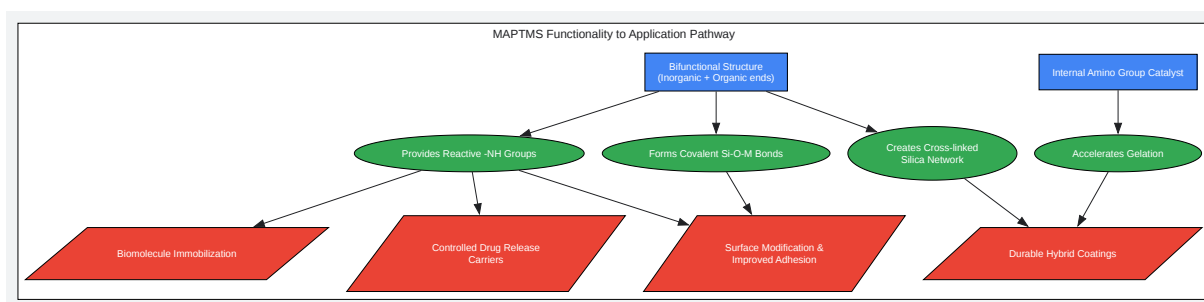 MAPTMS Functionality to Application Pathway
Bifunctional Structure
(Inorganic + Organic ends)
Internal Amino Group Catalyst
Provides Reactive -NH Groups
Forms Covalent Si-O-M Bonds
Creates Cross-linked
Silica Network
Accelerates Gelation
Biomolecule Immobilization
Controlled Drug Release
Carriers
Surface Modification &
Improved Adhesion
Durable Hybrid Coatings